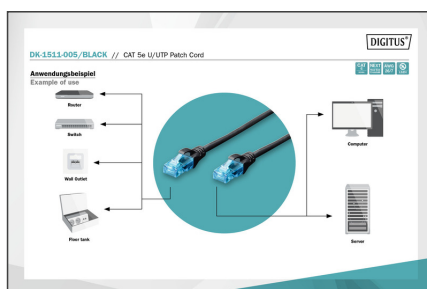 DIGITUS®
DK-1511-005/BLACK // CAT 5e U/UTP Patch Cord
Anwendungsbeispiel
Example of use
Router
Switch
Wall Outlet
Floor tank
Computer
Server